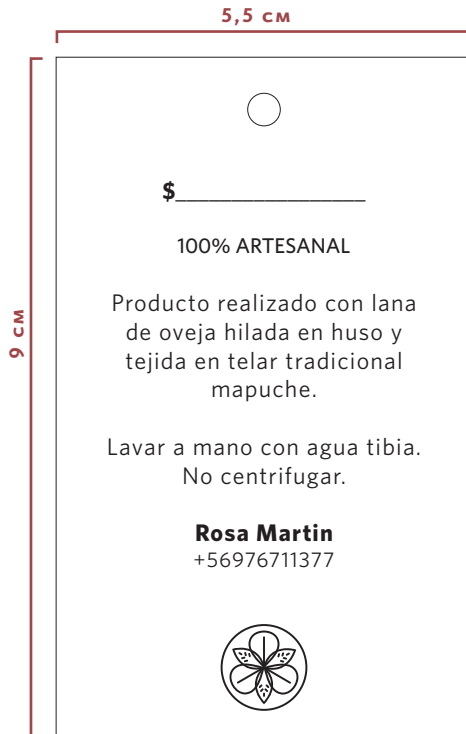 5,5 CM
9 CM
$_________________
100% ARTESANAL
Producto realizado con lana
de oveja hilada en huso y
tejida en telar tradicional
mapuche.
Lavar a mano con agua tibia.
No centrifugar.
Rosa Martin
+56976711377